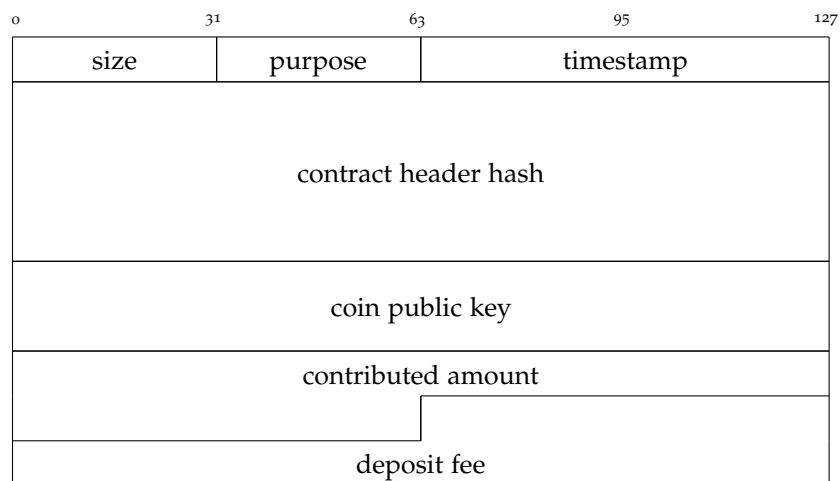 0 31 63 95 127
size purpose timestamp
contract header hash
coin public key
contributed amount
deposit fee